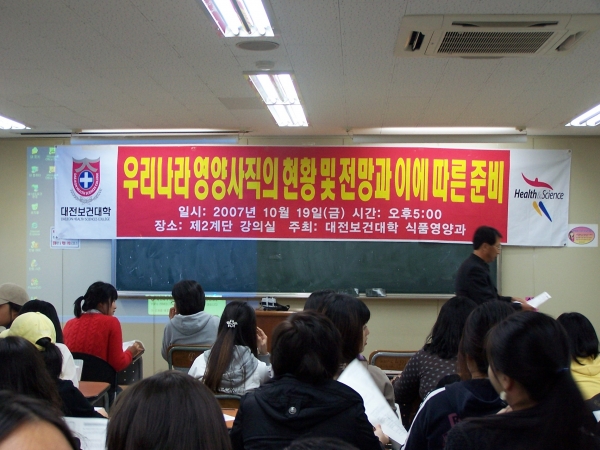 우리나라 영양사직의 현황 및 전망과 이에 따른 준비
일시: 2007년 10월 19일(금) 시간: 오후5:00
장소: 제2계단 강의실 주최: 대전보건대학 식품영양과
대전보건대학
Health & Science